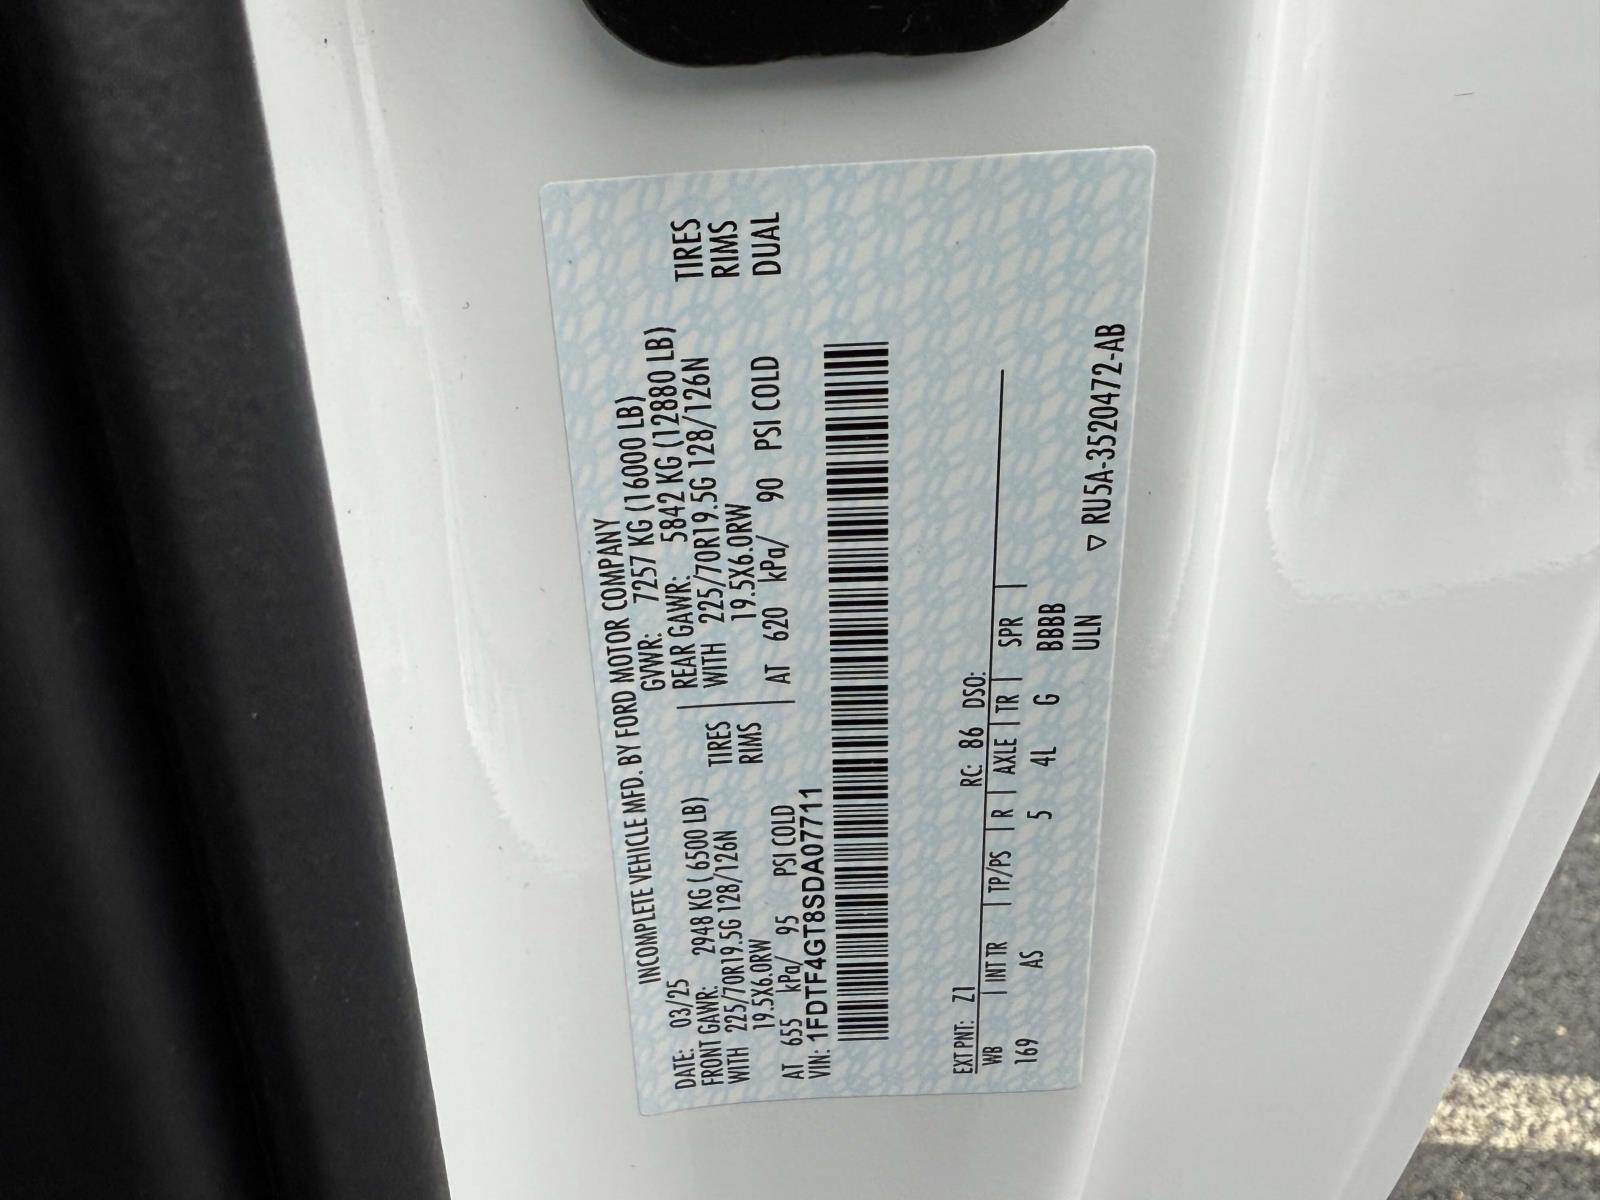 INCOMPLETE VEHICLE MFD. BY FORD MOTOR COMPANY
DATE: 03/25 GVWR: 7257 KG (16000 LB)
FRONT GAWR: 2948 KG ( 6500 LB) REAR GAWR: 5842 KG (12880 LB)
WITH 225/70R19.5G 128/126N TIRES WITH 225/70R19.5G 128/126N TIRES
19.5X6.0RW RIMS 19.5X6.0RW RIMS
AT 655 kPa/ 95 PSI COLD AT 620 kPa/ 90 PSI COLD DUAL
VIN: 1FDTF4GT8SDA07711
EXT PNT: Z1 RC: 86 DSO:
WB INT TR TP/PS R AXLE TR SPR
169 AS 5 4L G BBBB
ULN
▽ RU5A-3520472-AB